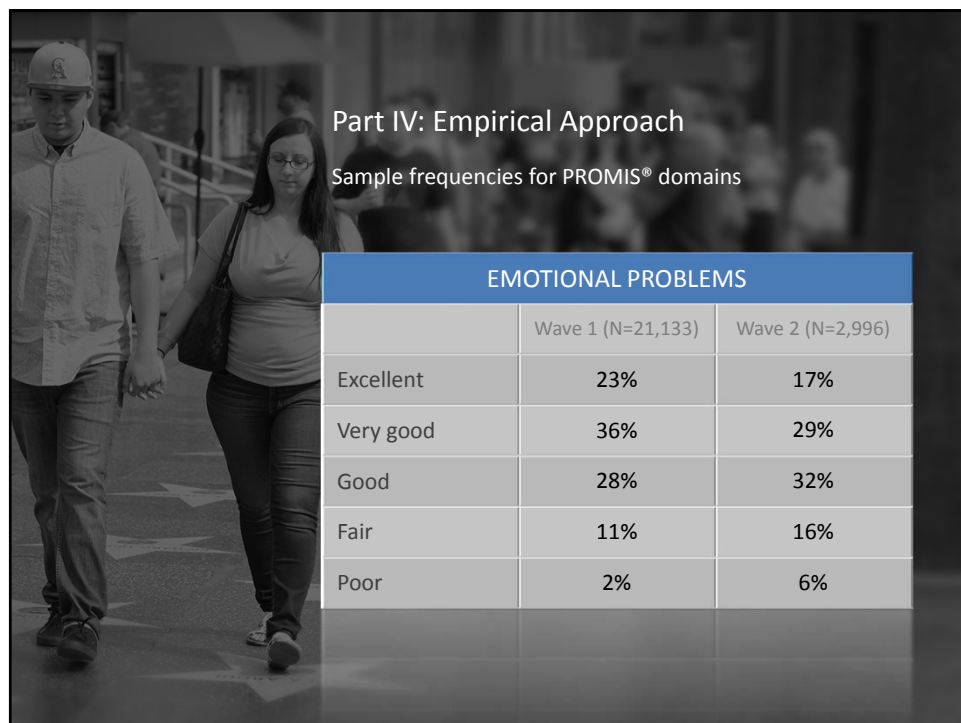 Part IV: Empirical Approach
Sample frequencies for PROMIS® domains
EMOTIONAL PROBLEMS
Wave 1 (N=21,133) Wave 2 (N=2,996)
Excellent 23% 17%
Very good 36% 29%
Good 28% 32%
Fair 11% 16%
Poor 2% 6%